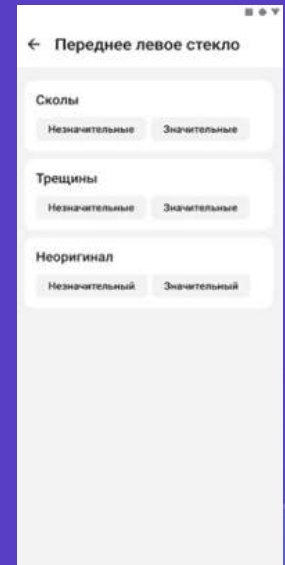 ← Переднее левое стекло
Сколы
Незначительные Значительные
Трещины
Незначительные Значительные
Неоригинал
Незначительный Значительный